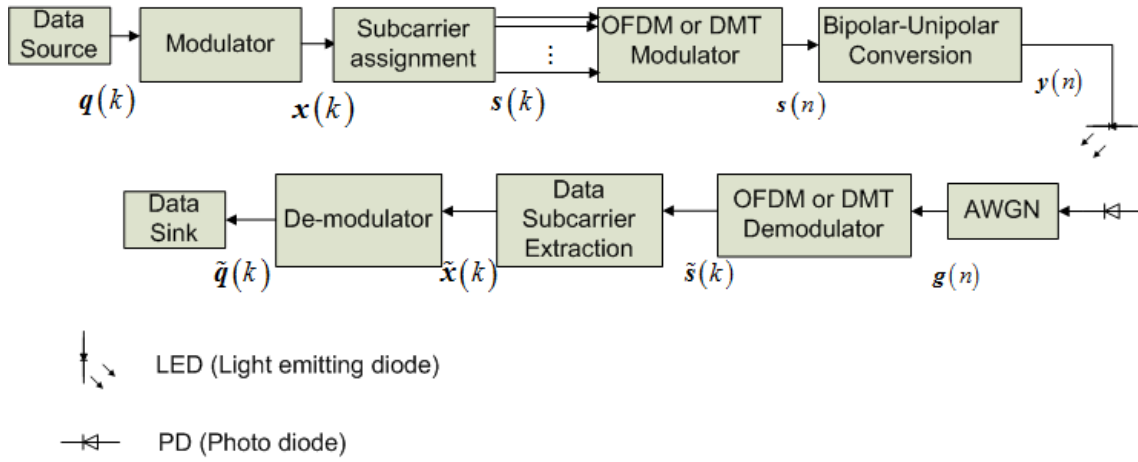 Data
Source
Modulator
Subcarrier
assignment
⋮
OFDM or DMT
Modulator
Bipolar-Unipolar
Conversion
q(k)
x(k)
s(k)
s(n)
y(n)
Data
Sink
De-modulator
Data
Subcarrier
Extraction
OFDM or DMT
Demodulator
AWGN
q̃(k)
x̃(k)
s̃(k)
g(n)
LED (Light emitting diode)
PD (Photo diode)